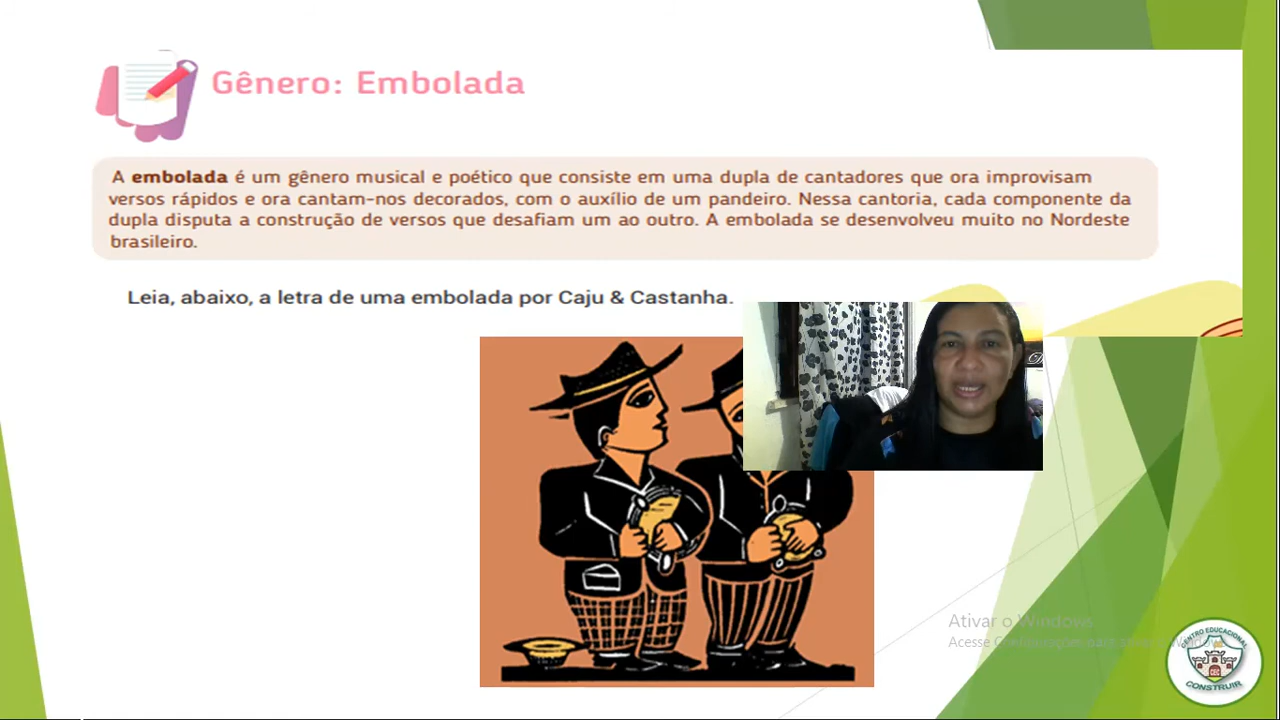 Gênero: Embolada
A embolada é um gênero musical e poético que consiste em uma dupla de cantadores que ora improvisam
versos rápidos e ora cantam-nos decorados, com o auxílio de um pandeiro. Nessa cantoria, cada componente da
dupla disputa a construção de versos que desafiam um ao outro. A embolada se desenvolveu muito no Nordeste
brasileiro.
Leia, abaixo, a letra de uma embolada por Caju & Castanha.
Ativar o Windows
Acesse Configurações para
CENTRO EDUCACIONAL
CEC
CONSTRUIR